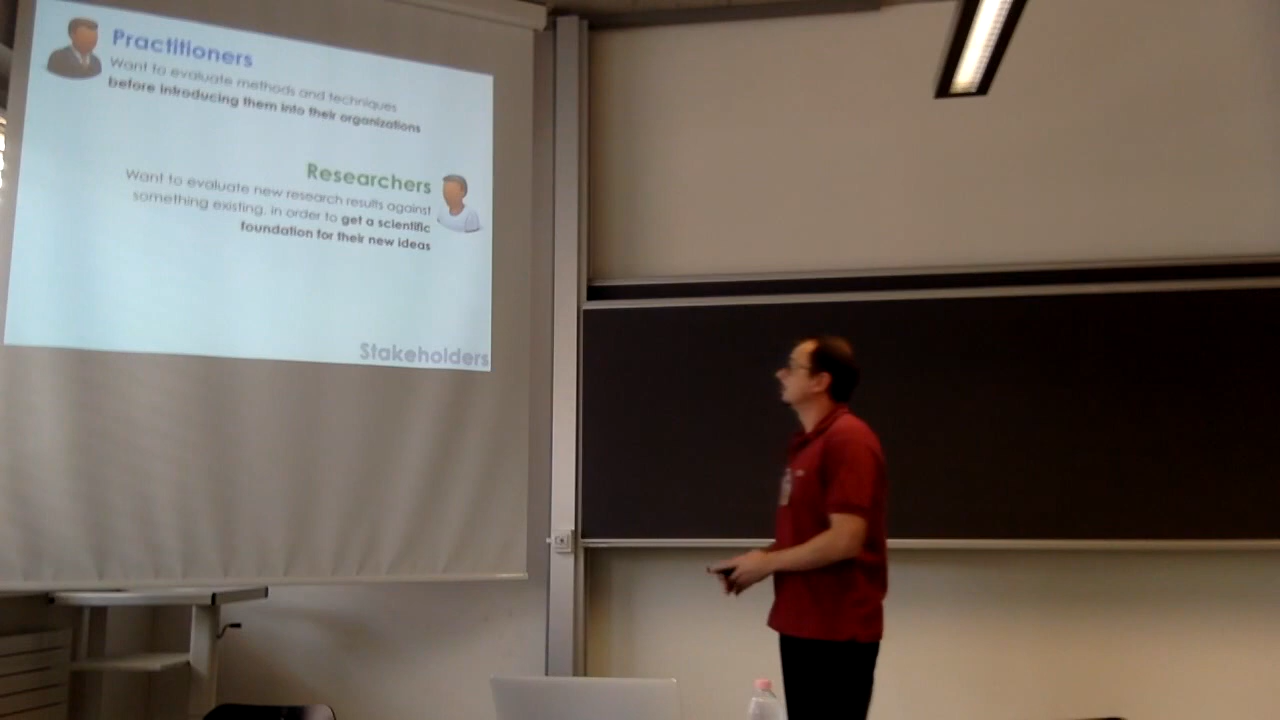 Practitioners
Want to evaluate methods and techniques
before introducing them into their organizations
Researchers
Want to evaluate new research results against
something existing, in order to get a scientific
foundation for their new ideas
Stakeholders